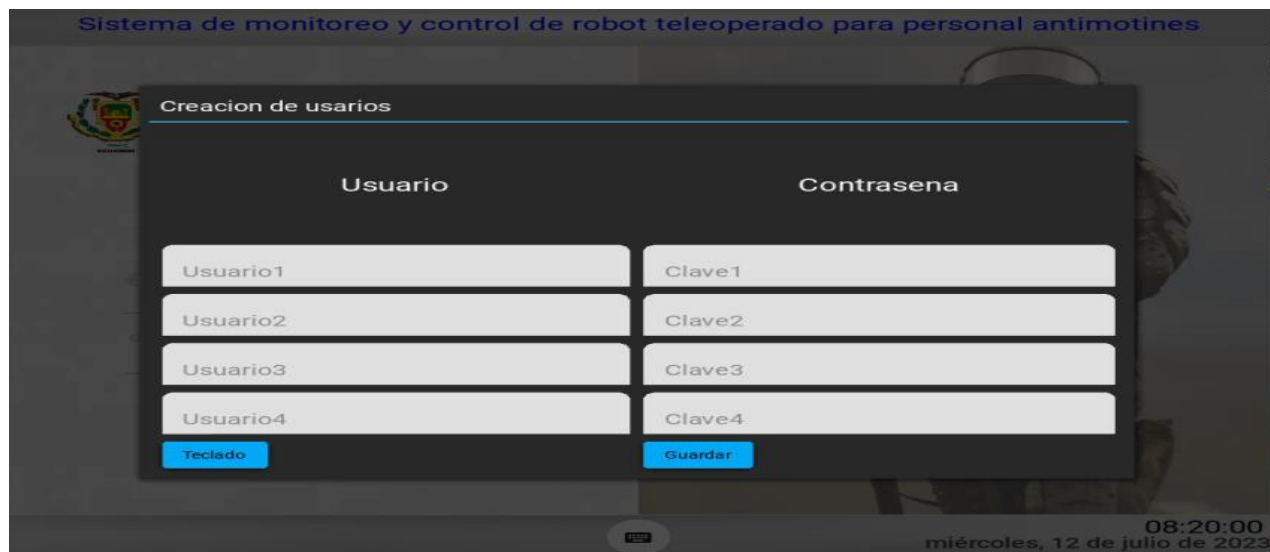 Sistema de monitoreo y control de robot teleoperado para personal antimotines
Creacion de usarios
ECUADOR
Usuario Contrasena
Usuario1 Clave1
Usuario2 Clave2
Usuario3 Clave3
Usuario4 Clave4
Teclado Guardar
08:20:00
miércoles, 12 de julio de 2023